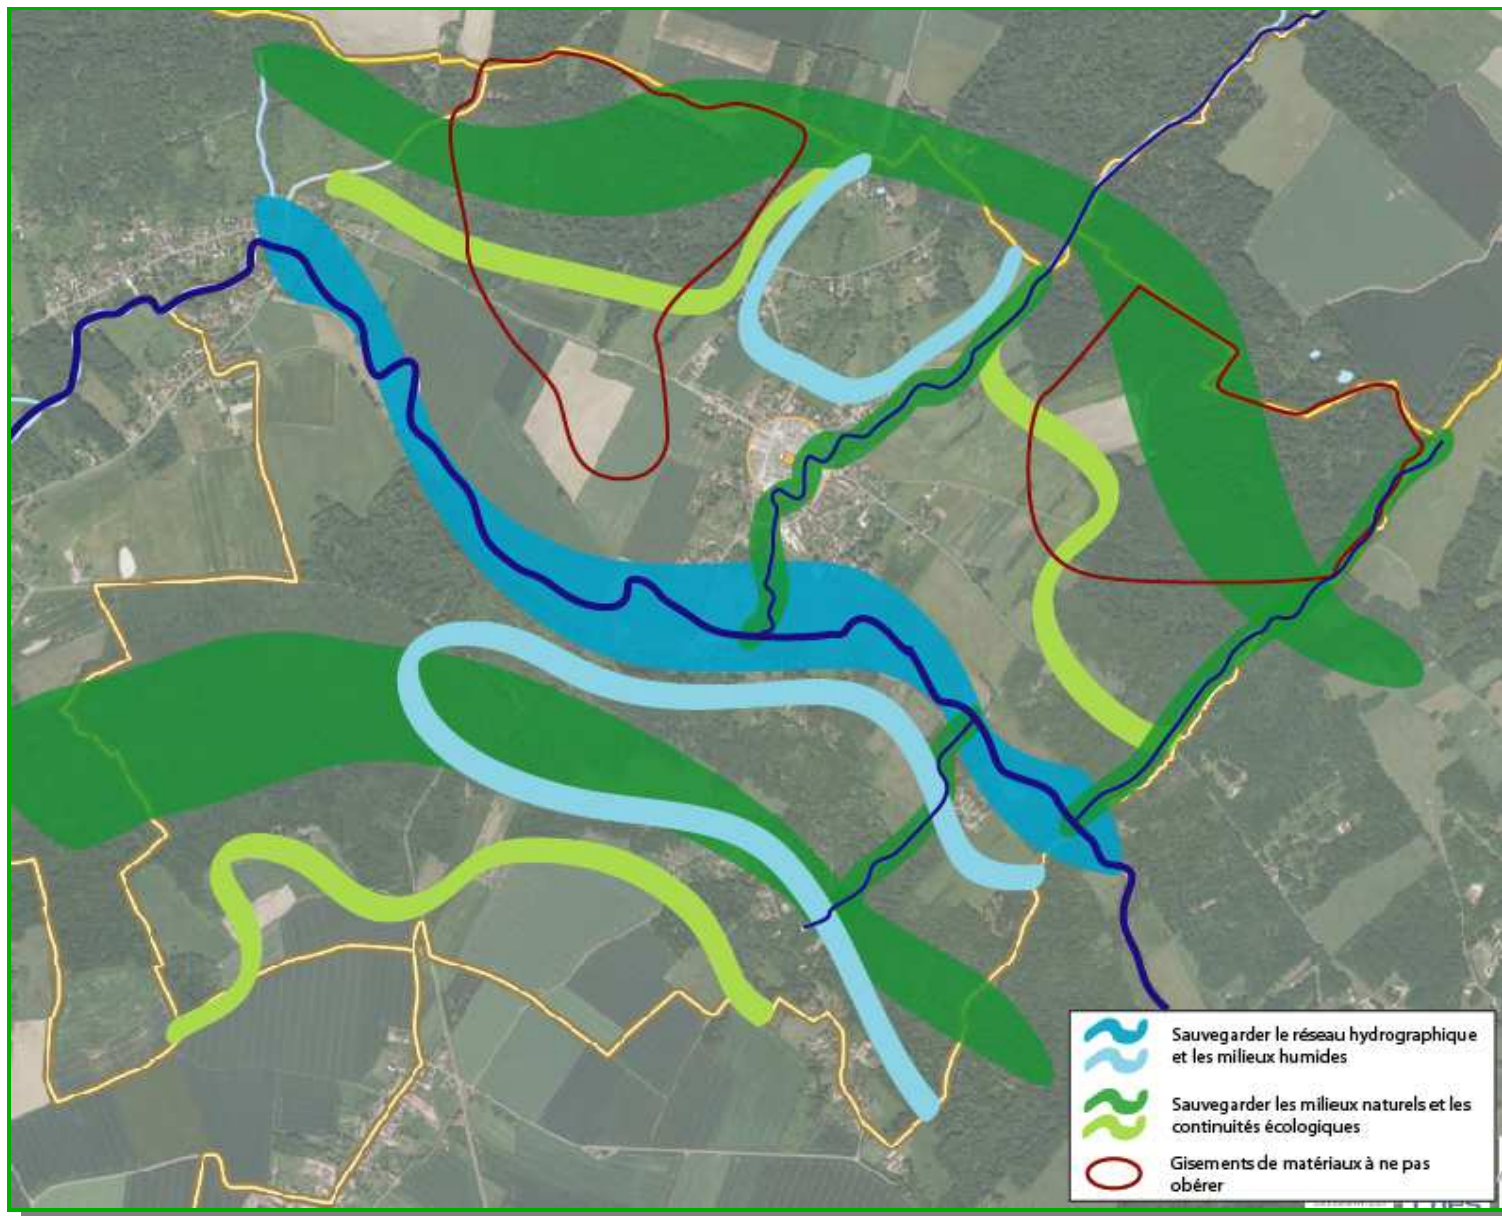 Sauvegarder le réseau hydrographique
et les milieux humides
Sauvegarder les milieux naturels et les
continuités écologiques
Gisements de matériaux à ne pas
obérer